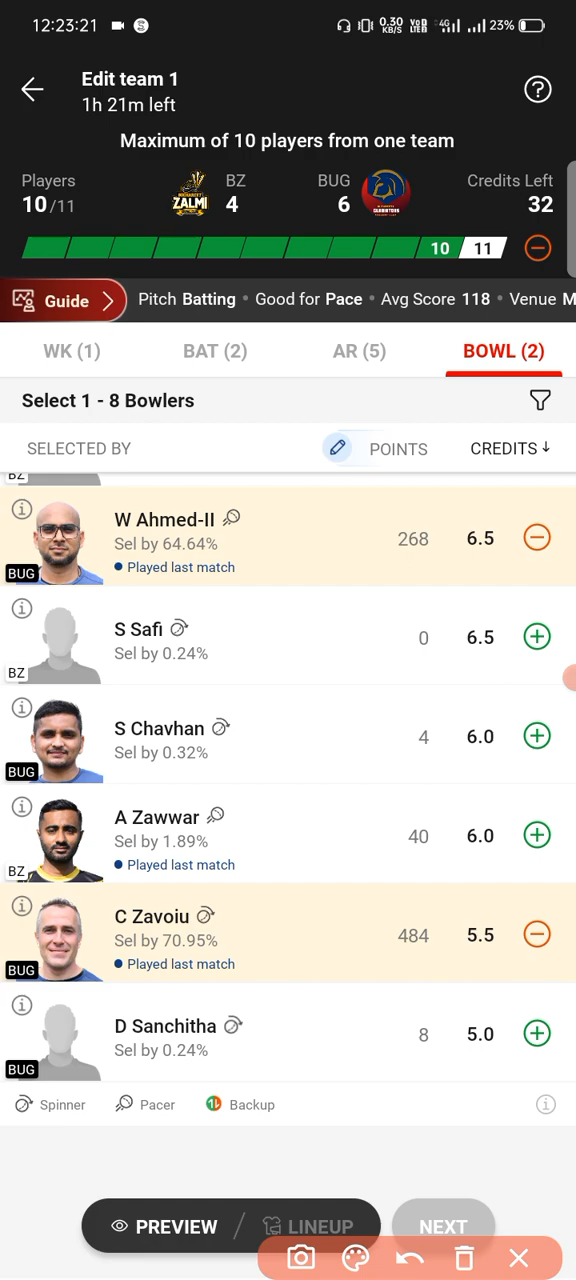 12:23:21 0.30 KB/S Vo LTE 4G 23%
Edit team 1
1h 21m left
Maximum of 10 players from one team
Players BZ BUG Credits Left
10/11 ZALMI 4 6 32
10 11
Guide Pitch Batting • Good for Pace • Avg Score 118 • Venue M
WK (1) BAT (2) AR (5) BOWL (2)
Select 1 - 8 Bowlers
SELECTED BY POINTS CREDITS↓
BZ
W Ahmed-II
Sel by 64.64% 268 6.5
Played last match
BUG
S Safi
Sel by 0.24% 0 6.5
BZ
S Chavhan
Sel by 0.32% 4 6.0
BUG
A Zawwar
Sel by 1.89% 40 6.0
Played last match
BZ
C Zavoiu
Sel by 70.95% 484 5.5
Played last match
BUG
D Sanchitha
Sel by 0.24% 8 5.0
BUG
Spinner Pacer Backup
PREVIEW / LINEUP NEXT